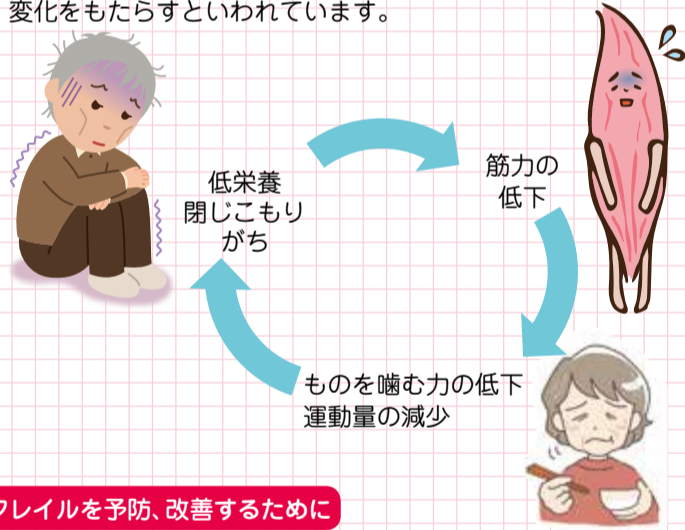 変化をもたらすといわれています。
低栄養
閉じこもり
がち
筋力の
低下
ものを噛む力の低下
運動量の減少
フレイルを予防、改善するために